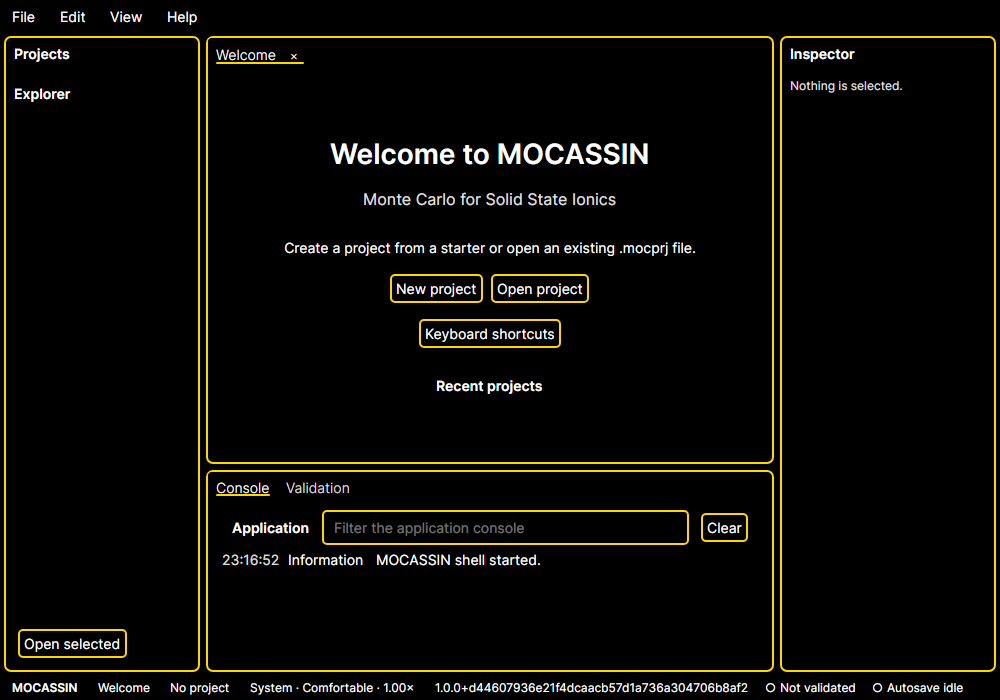 File Edit View Help
Projects
Explorer
Open selected
Welcome ×
Welcome to MOCASSIN
Monte Carlo for Solid State Ionics
Create a project from a starter or open an existing .mocprj file.
New project Open project
Keyboard shortcuts
Recent projects
Console Validation
Application Filter the application console Clear
23:16:52 Information MOCASSIN shell started.
Inspector
Nothing is selected.
MOCASSIN Welcome No project System · Comfortable · 1.00× 1.0.0+d44607936e21f4dcaacb57d1a736a304706b8af2 Not validated Autosave idle